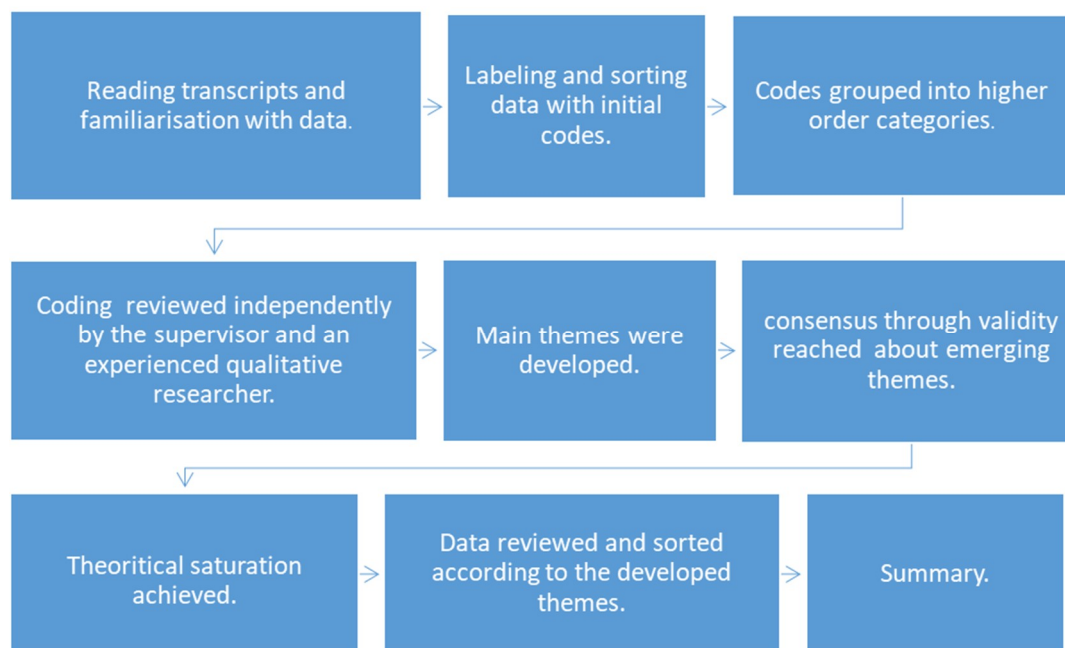 Reading transcripts and
familiarisation with data.
Labeling and sorting
data with initial
codes.
Codes grouped into higher
order categories.
Coding reviewed independently
by the supervisor and an
experienced qualitative
researcher.
Main themes were
developed.
consensus through validity
reached about emerging
themes.
Theoritical saturation
achieved.
Data reviewed and sorted
according to the developed
themes.
Summary.